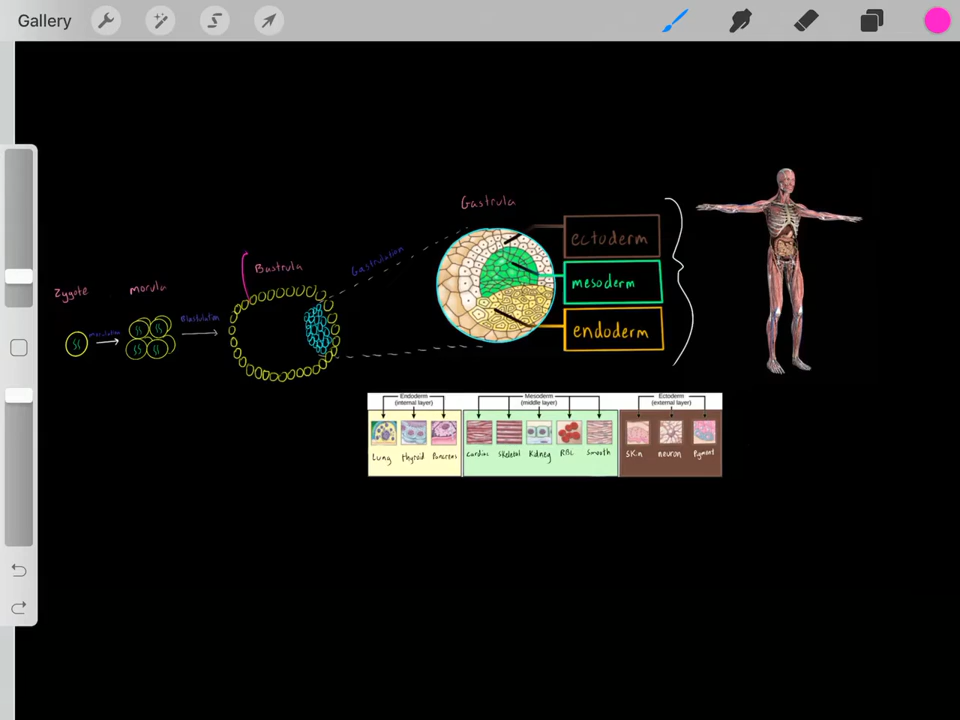 Gallery
Zygote
morula
Blastulation
Bastrula
Gastrulation
Gastrula
ectoderm
mesoderm
endoderm
Endoderm
(internal layer)
Mesoderm
(middle layer)
Ectoderm
(external layer)
Lung thyroid Pancreas
Cardiac Skeletal Kidney RBC Smooth
Skin neuron Pigment